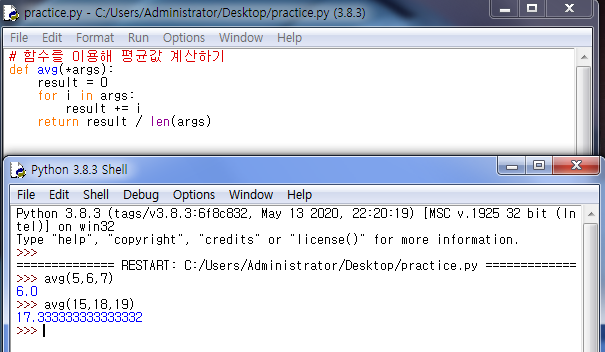 practice.py - C:/Users/Administrator/Desktop/practice.py (3.8.3)
File Edit Format Run Options Window Help
# 함수를 이용해 평균값 계산하기
def avg(*args):
    result = 0
    for i in args:
        result += i
    return result / len(args)
Python 3.8.3 Shell
File Edit Shell Debug Options Window Help
Python 3.8.3 (tags/v3.8.3:6f8c832, May 13 2020, 22:20:19) [MSC v.1925 32 bit (In
tel)] on win32
Type "help", "copyright", "credits" or "license()" for more information.
>>>
============== RESTART: C:/Users/Administrator/Desktop/practice.py =============
>>> avg(5,6,7)
6.0
>>> avg(15,18,19)
17.333333333333332
>>>